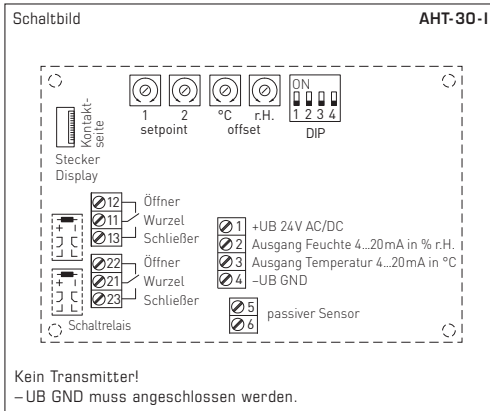 Schaltbild AHT-30-I
ON
1 2 °C r.H. 1 2 3 4
setpoint offset DIP
Kontakt-
seite
Stecker
Display
12 Öffner
11 Wurzel
13 Schließer
22 Öffner
21 Wurzel
23 Schließer
+
+
Schaltrelais
1 +UB 24V AC/DC
2 Ausgang Feuchte 4...20mA in % r.H.
3 Ausgang Temperatur 4...20mA in °C
4 –UB GND
5
6
passiver Sensor
Kein Transmitter!
–UB GND muss angeschlossen werden.